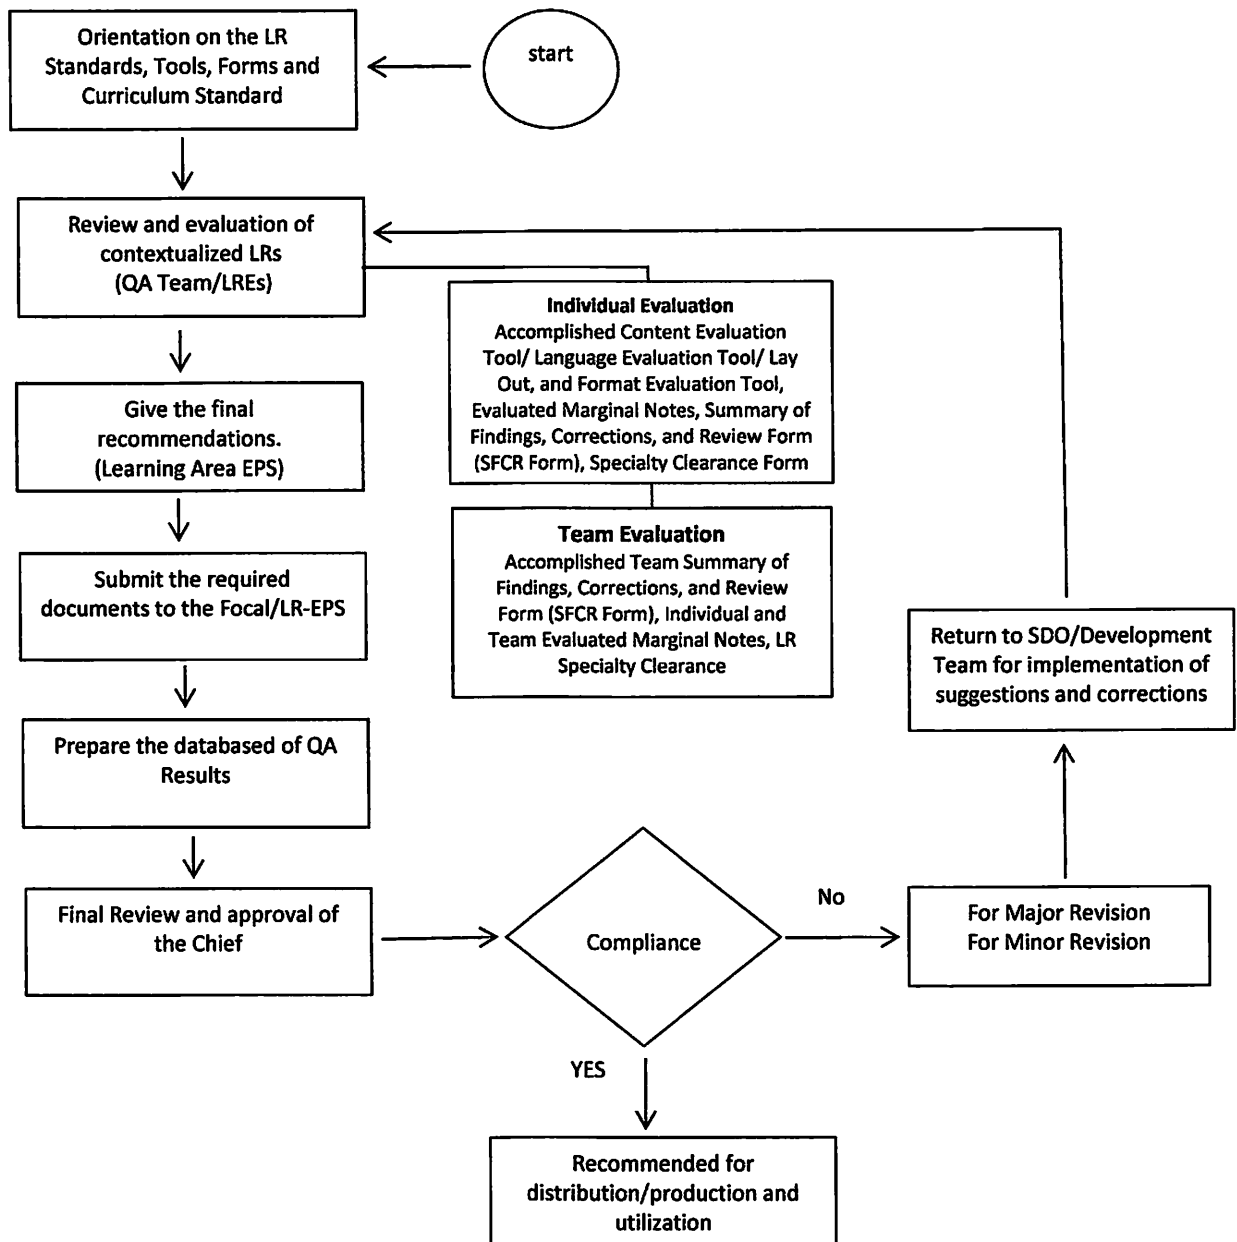 start
Orientation on the LR
Standards, Tools, Forms and
Curriculum Standard
Review and evaluation of
contextualized LRs
(QA Team/LREs)
Individual Evaluation
Accomplished Content Evaluation
Tool/ Language Evaluation Tool/ Lay
Out, and Format Evaluation Tool,
Evaluated Marginal Notes, Summary of
Findings, Corrections, and Review Form
(SFCR Form), Specialty Clearance Form
Team Evaluation
Accomplished Team Summary of
Findings, Corrections, and Review
Form (SFCR Form), Individual and
Team Evaluated Marginal Notes, LR
Specialty Clearance
Give the final
recommendations.
(Learning Area EPS)
Submit the required
documents to the Focal/LR-EPS
Prepare the databased of QA
Results
Final Review and approval of
the Chief
Compliance
No
For Major Revision
For Minor Revision
Return to SDO/Development
Team for implementation of
suggestions and corrections
YES
Recommended for
distribution/production and
utilization